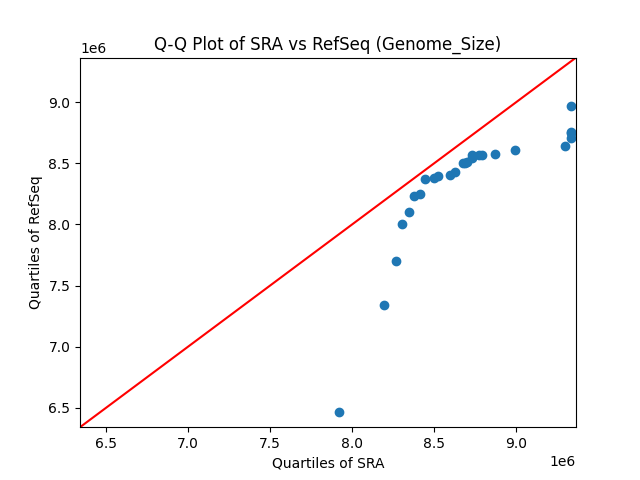 Q-Q Plot of SRA vs RefSeq (Genome_Size)
1e6
9.0
8.5
8.0
7.5
7.0
6.5
Quartiles of RefSeq
6.5 7.0 7.5 8.0 8.5 9.0
1e6
Quartiles of SRA